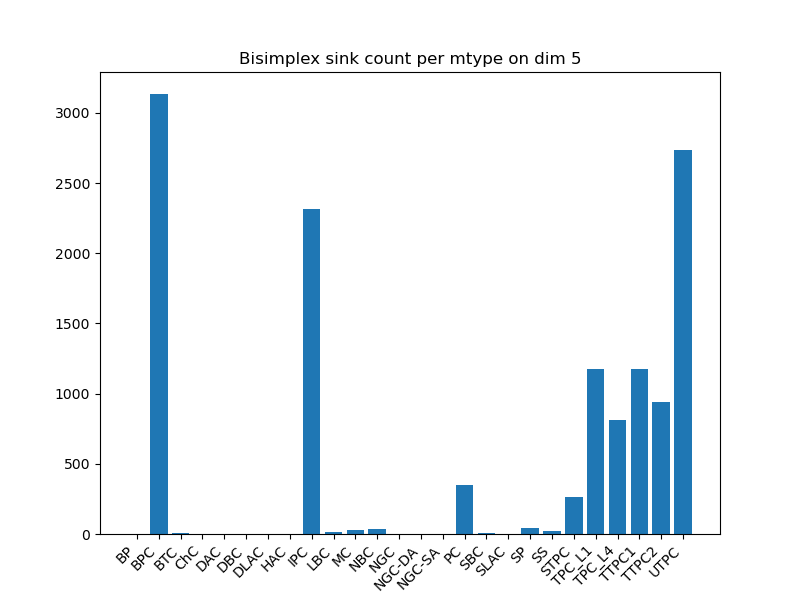 Bisimplex sink count per mtype on dim 5
3000
2500
2000
1500
1000
500
0
BP
BPC
BTC
ChC
DAC
DBC
DLAC
HAC
IPC
LBC
MC
NBC
NGC
NGC-DA
NGC-SA
PC
SBC
SLAC
SP
SS
STPC
TPC_L1
TPC_L4
TTPC1
TTPC2
UTPC